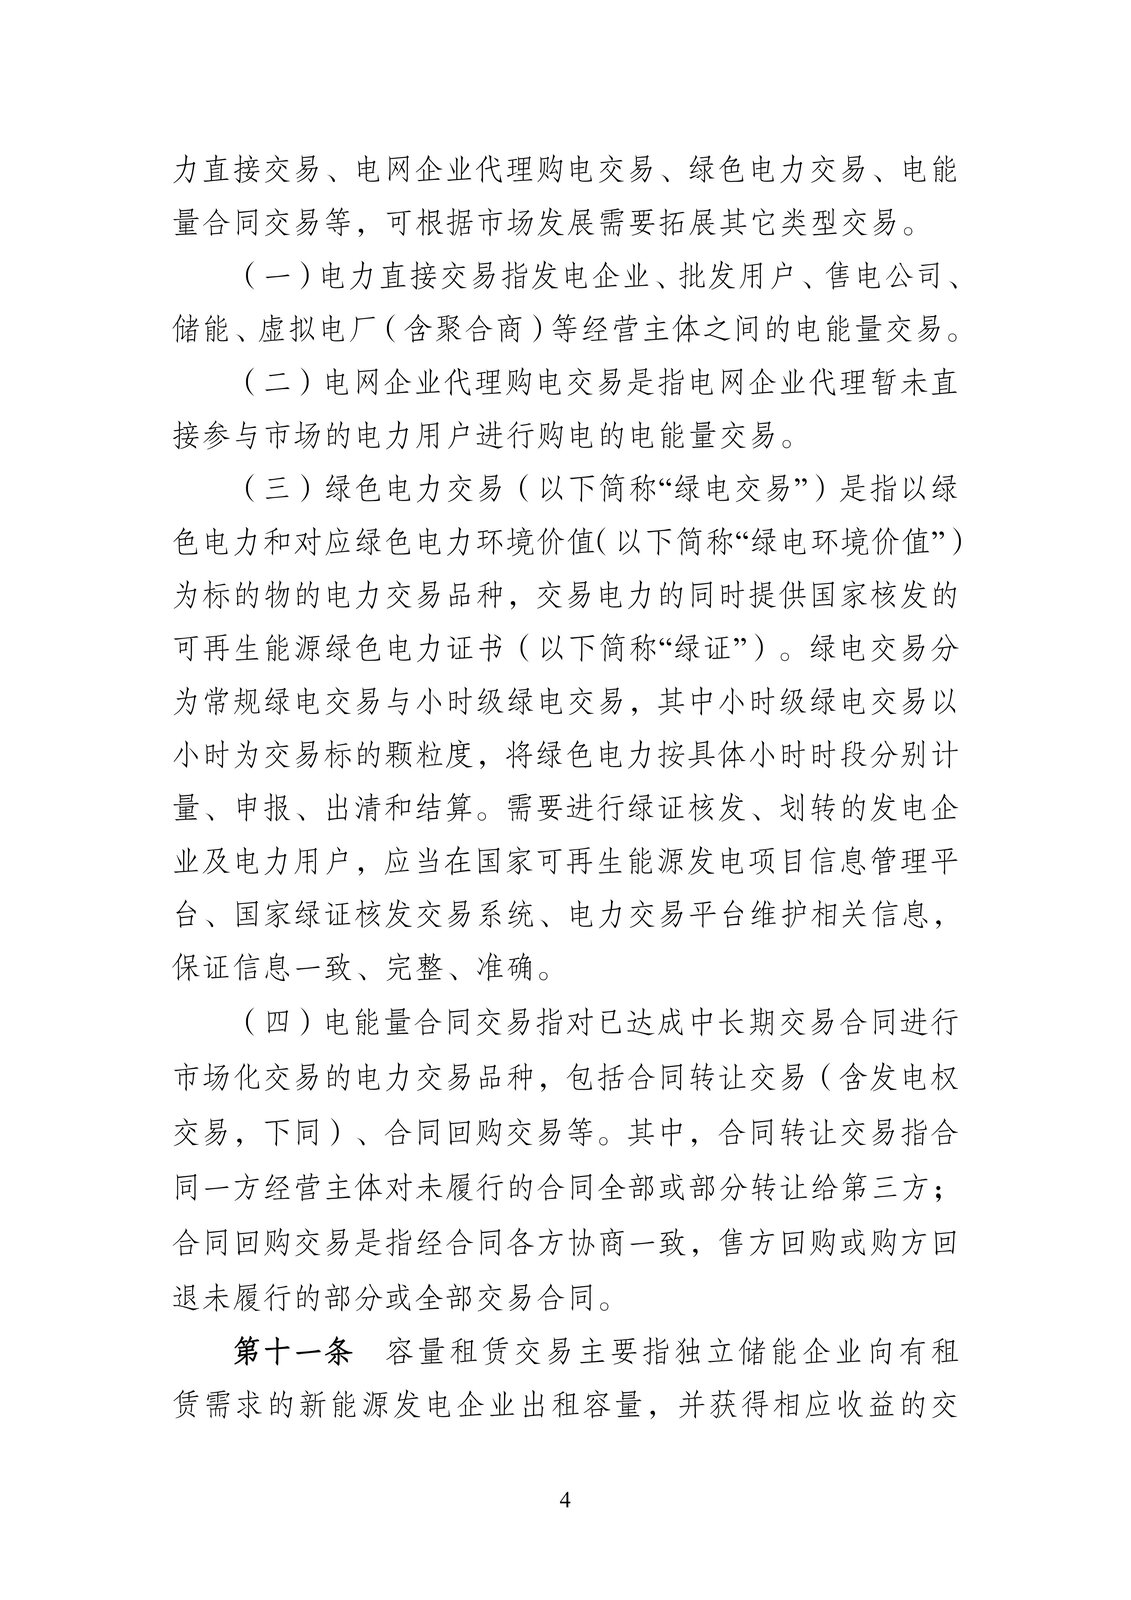 力直接交易、电网企业代理购电交易、绿色电力交易、电能
量合同交易等，可根据市场发展需要拓展其它类型交易。
（一）电力直接交易指发电企业、批发用户、售电公司、
储能、虚拟电厂（含聚合商）等经营主体之间的电能量交易。
（二）电网企业代理购电交易是指电网企业代理暂未直
接参与市场的电力用户进行购电的电能量交易。
（三）绿色电力交易（以下简称“绿电交易”）是指以绿
色电力和对应绿色电力环境价值（以下简称“绿电环境价值”）
为标的物的电力交易品种，交易电力的同时提供国家核发的
可再生能源绿色电力证书（以下简称“绿证”）。绿电交易分
为常规绿电交易与小时级绿电交易，其中小时级绿电交易以
小时为交易标的颗粒度，将绿色电力按具体小时时段分别计
量、申报、出清和结算。需要进行绿证核发、划转的发电企
业及电力用户，应当在国家可再生能源发电项目信息管理平
台、国家绿证核发交易系统、电力交易平台维护相关信息，
保证信息一致、完整、准确。
（四）电能量合同交易指对已达成中长期交易合同进行
市场化交易的电力交易品种，包括合同转让交易（含发电权
交易，下同）、合同回购交易等。其中，合同转让交易指合
同一方经营主体对未履行的合同全部或部分转让给第三方；
合同回购交易是指经合同各方协商一致，售方回购或购方回
退未履行的部分或全部交易合同。
第十一条　容量租赁交易主要指独立储能企业向有租
赁需求的新能源发电企业出租容量，并获得相应收益的交
4